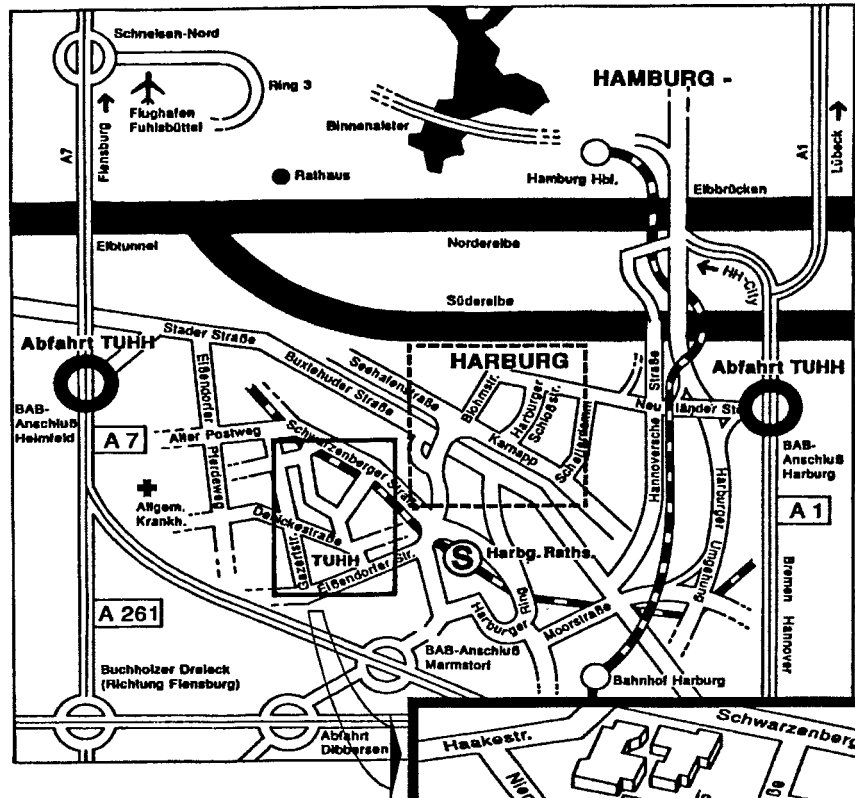 Schnelsen-Nord
Ring 3
Flughafen
Fuhlsbüttel
A7
Flensburg
Binnenalster
HAMBURG -
Rathaus
Hamburg Hbf.
A1
Lübeck
Elbbrücken
Elbtunnel
Norderelbe
HH-City
Süderelbe
Stader Straße
Abfahrt TUHH
HARBURG
Abfahrt TUHH
Buxtehuder Straße
Seehafenstraße
Eißendorfer
Pferdeweg
Blohmstr.
Harburger
Schloßstr.
Schellerdamm
Karnapp
Hannoversche Straße
Neuländer Str.
BAB-
Anschluß
Heimfeld
A 7
Alter Postweg
Schwarzenberger Straße
BAB-
Anschluß
Harburg
A 1
Allgem.
Krankh.
Denickestraße
Gazertstr.
TUHH
Eißendorfer Str.
S
Harbg. Raths.
Harburger Umgehung
Harburger Ring
Moorstraße
Bremen Hannover
A 261
BAB-Anschluß
Marmstorf
Buchholzer Dreieck
(Richtung Flensburg)
Bahnhof Harburg
Abfahrt
Dibbersen
Haakestr.
Schwarzenberg